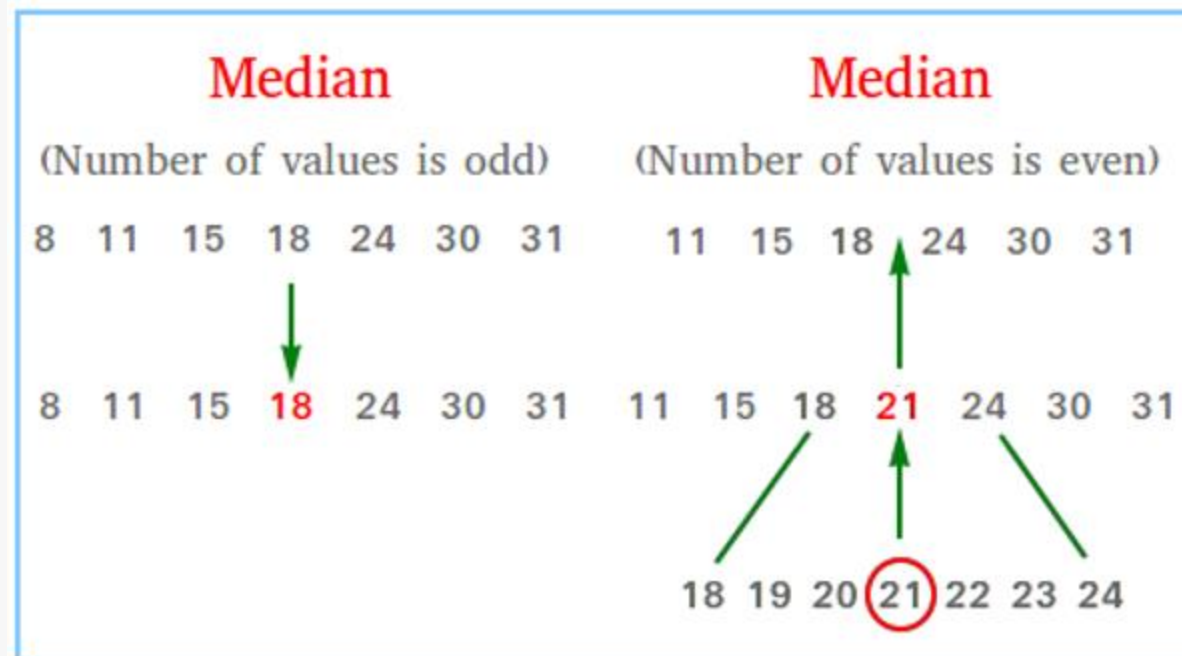 Median
(Number of values is odd)
8 11 15 18 24 30 31
8 11 15 18 24 30 31
Median
(Number of values is even)
11 15 18 24 30 31
11 15 18 21 24 30 31
18 19 20 21 22 23 24